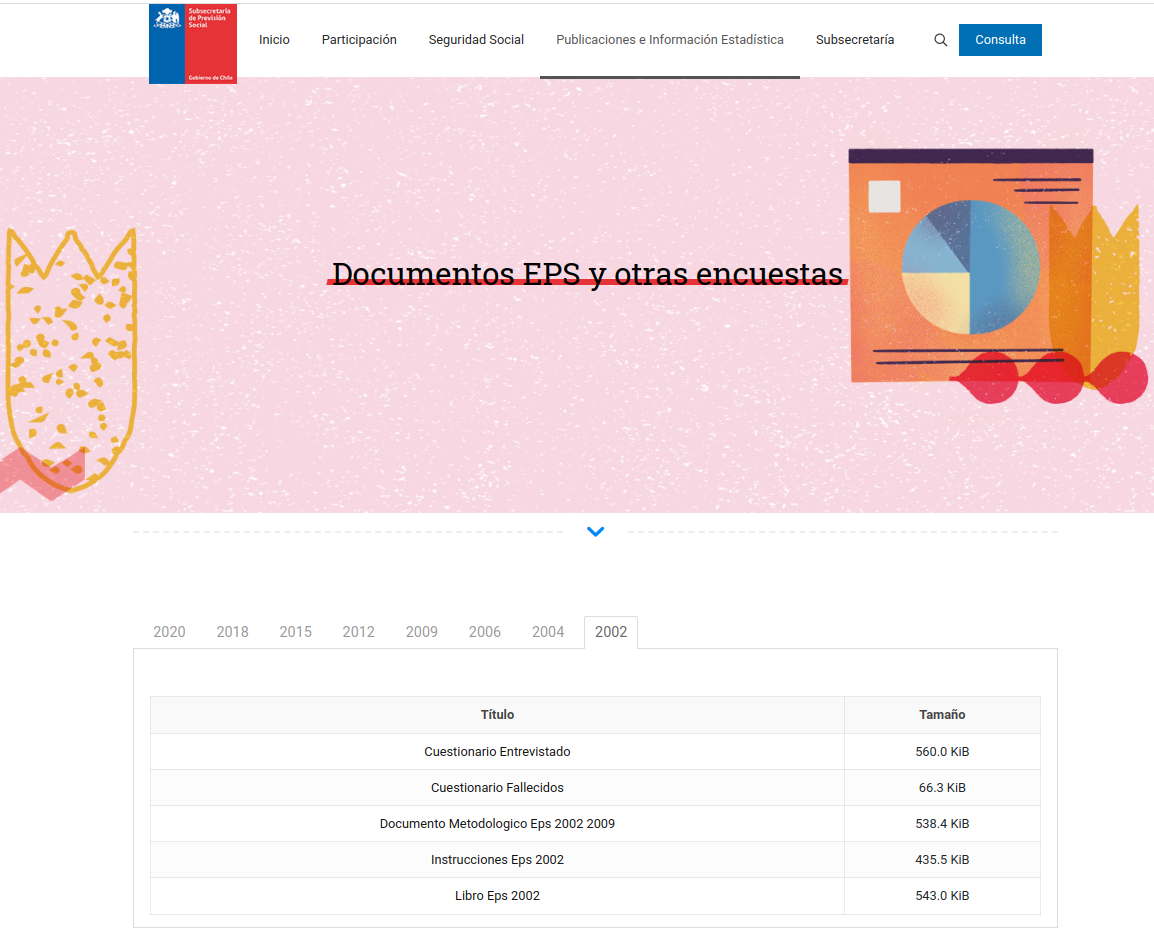 Subsecretaría
de Previsión
Social
Gobierno de Chile
Inicio Participación Seguridad Social Publicaciones e Información Estadística Subsecretaría Consulta
Documentos EPS y otras encuestas
2020 2018 2015 2012 2009 2006 2004 2002
Título Tamaño
Cuestionario Entrevistado 560.0 KiB
Cuestionario Fallecidos 66.3 KiB
Documento Metodologico Eps 2002 2009 538.4 KiB
Instrucciones Eps 2002 435.5 KiB
Libro Eps 2002 543.0 KiB